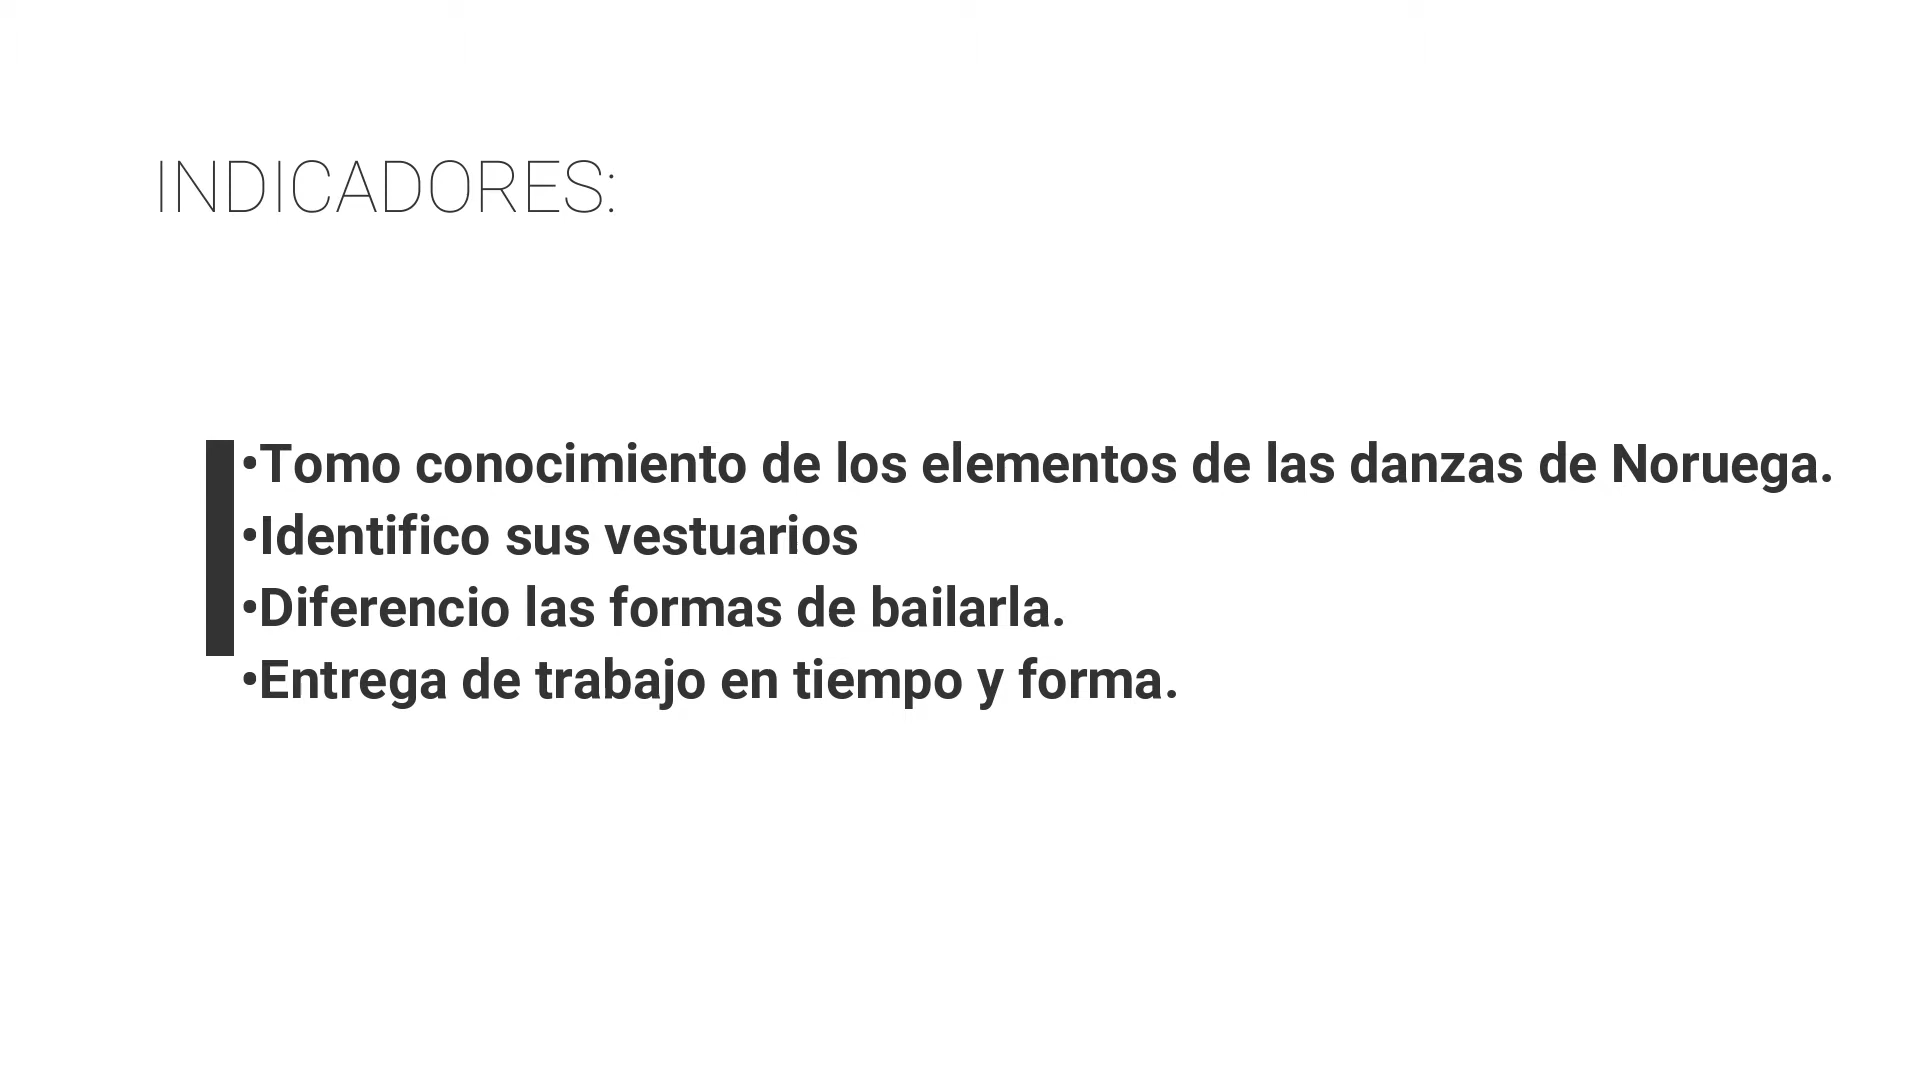 INDICADORES:
•Tomo conocimiento de los elementos de las danzas de Noruega.
•Identifico sus vestuarios
•Diferencio las formas de bailarla.
•Entrega de trabajo en tiempo y forma.